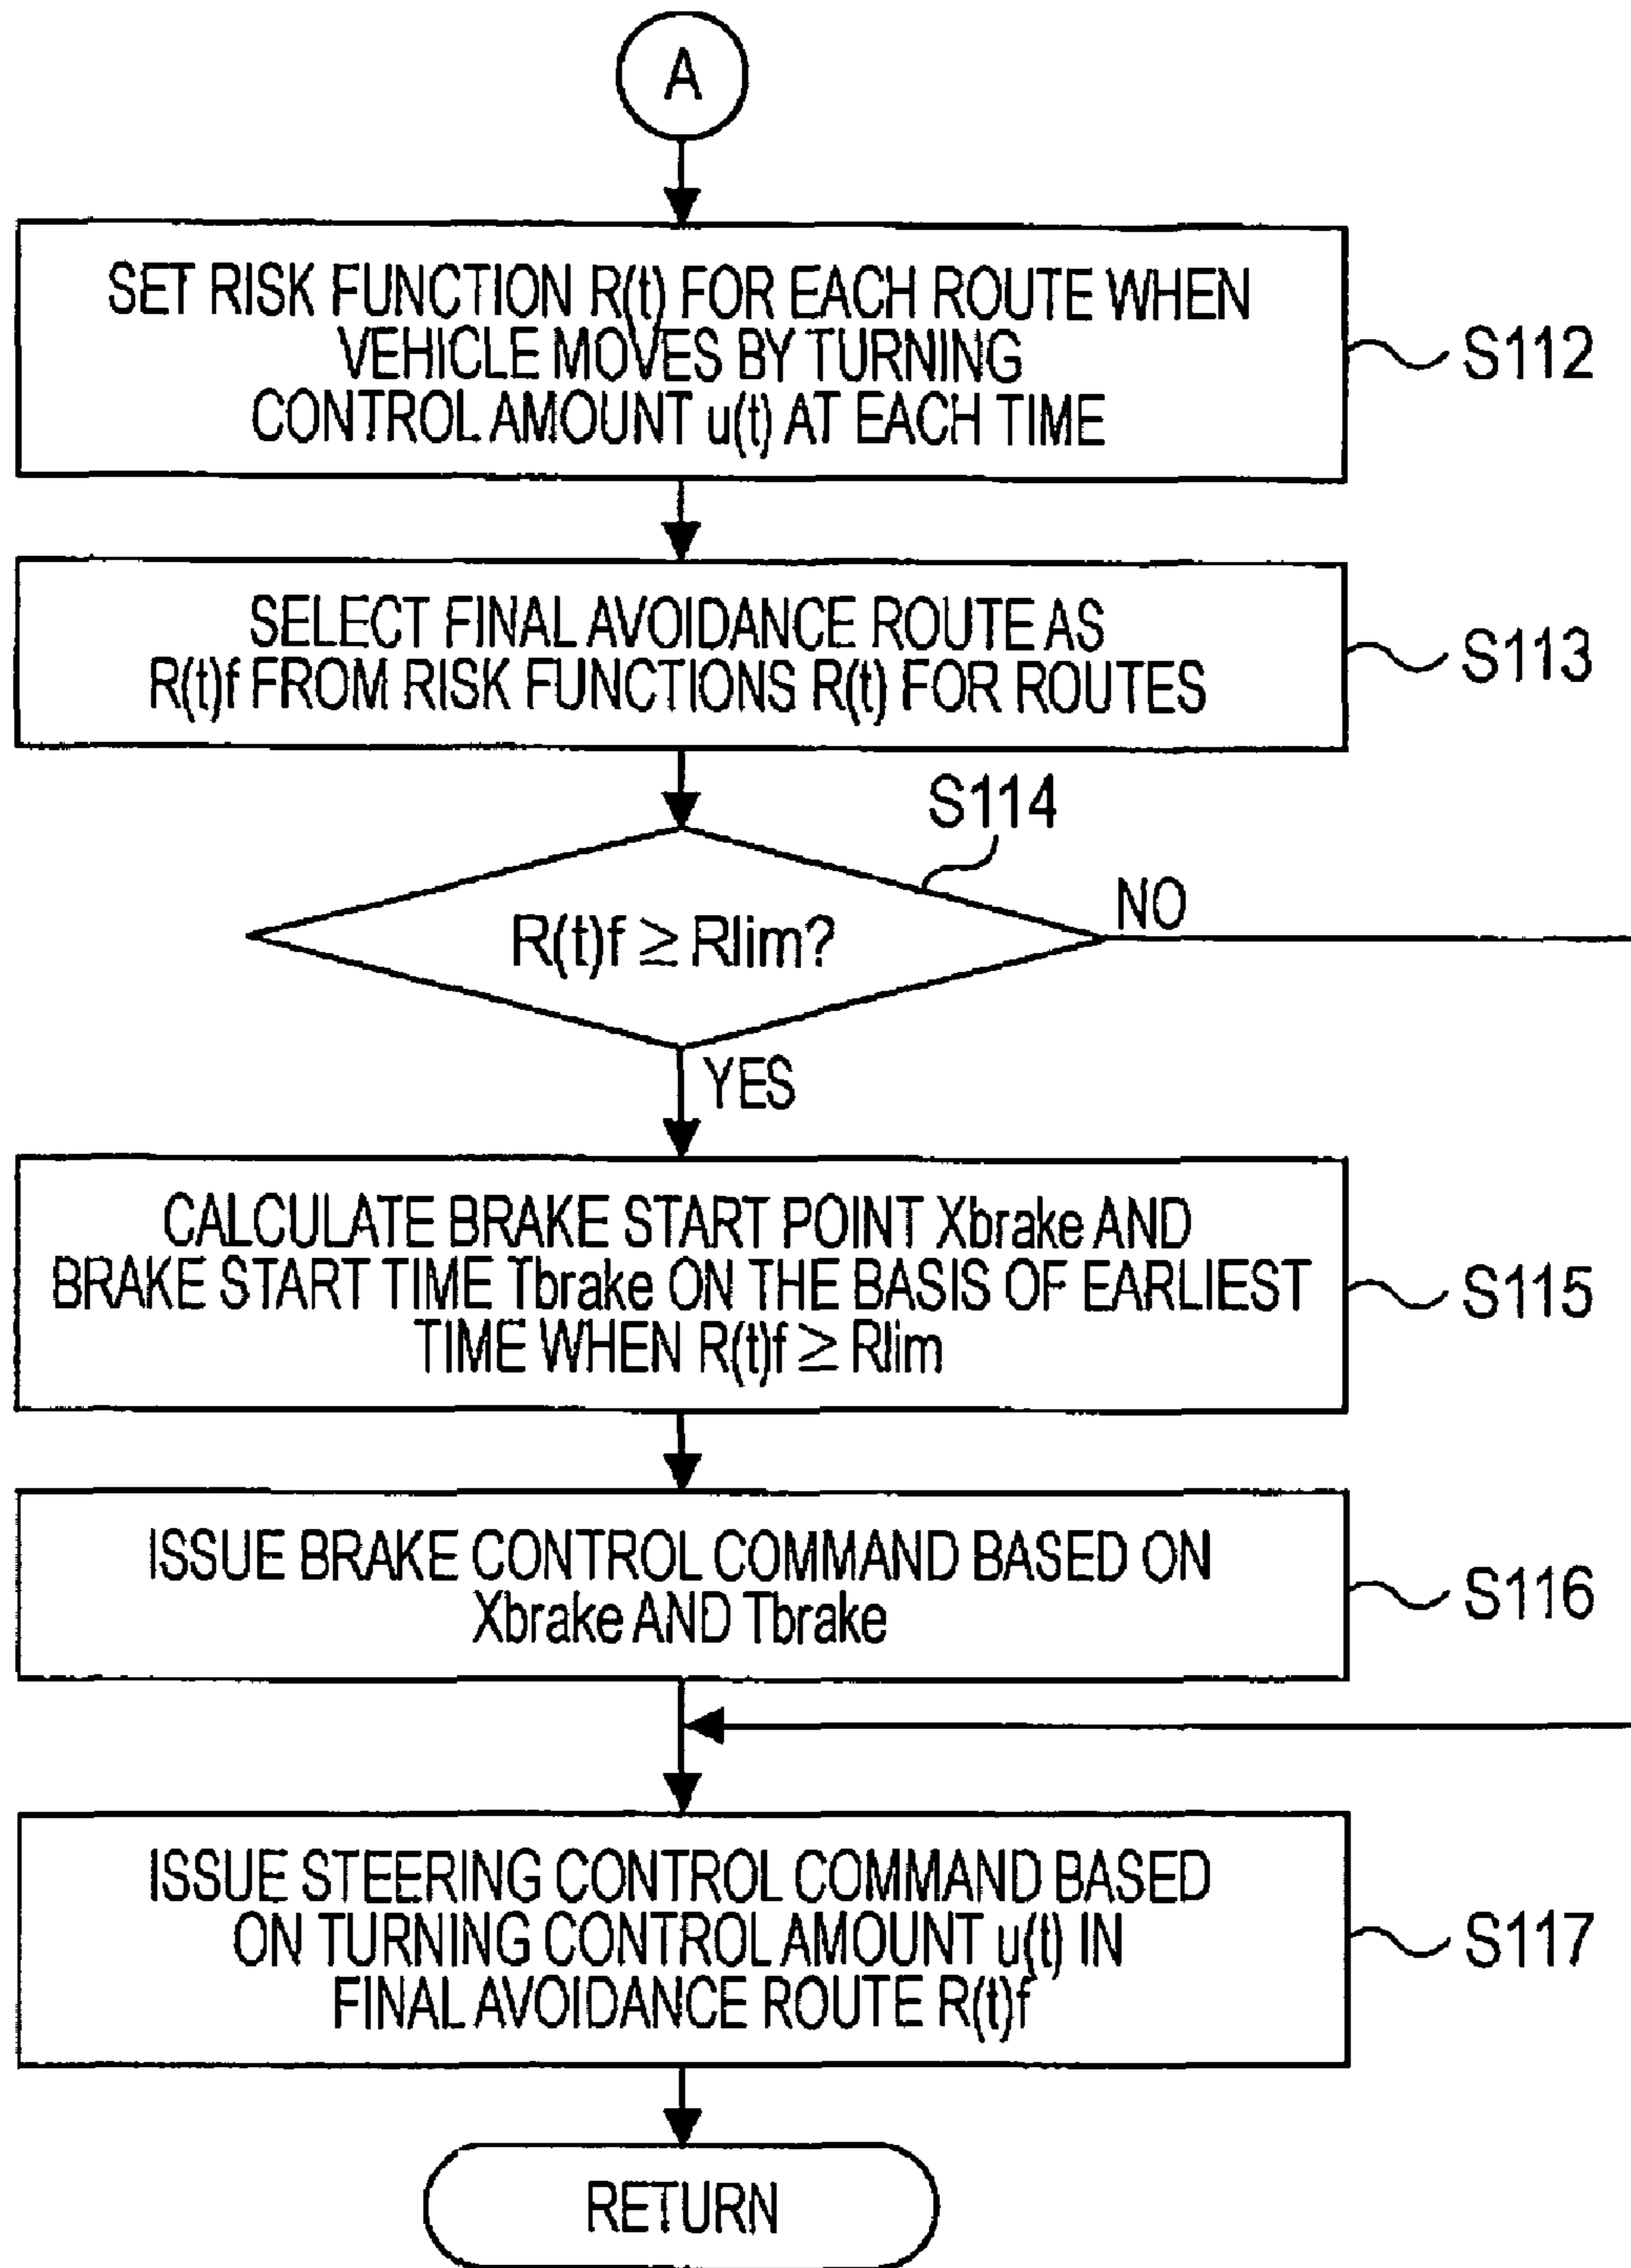 A
SET RISK FUNCTION R(t) FOR EACH ROUTE WHEN
VEHICLE MOVES BY TURNING
CONTROL AMOUNT u(t) AT EACH TIME
S112
SELECT FINAL AVOIDANCE ROUTE AS
R(t)f FROM RISK FUNCTIONS R(t) FOR ROUTES
S113
S114
R(t)f ≧ Rlim?
NO
YES
CALCULATE BRAKE START POINT Xbrake AND
BRAKE START TIME Tbrake ON THE BASIS OF EARLIEST
TIME WHEN R(t)f ≧ Rlim
S115
ISSUE BRAKE CONTROL COMMAND BASED ON
Xbrake AND Tbrake
S116
ISSUE STEERING CONTROL COMMAND BASED
ON TURNING CONTROL AMOUNT u(t) IN
FINAL AVOIDANCE ROUTE R(t)f
S117
RETURN